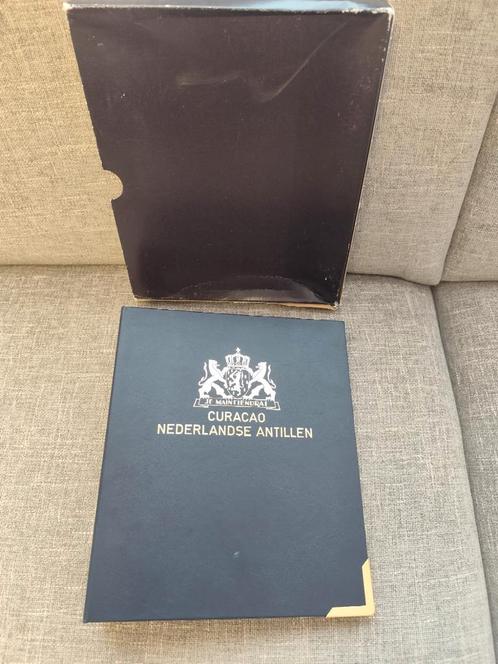 JE MAINTIENDRAI
CURACAO
NEDERLANDSE ANTILLEN